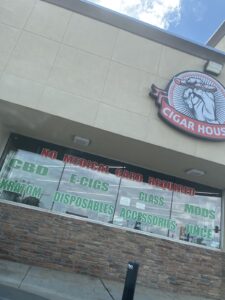 CIGAR HOUSE
NO MEDICAL CARD REQUIRED
CBD
KRATOM
E-CIGS
DISPOSABLES
GLASS
ACCESSORIES
MODS
JUICE